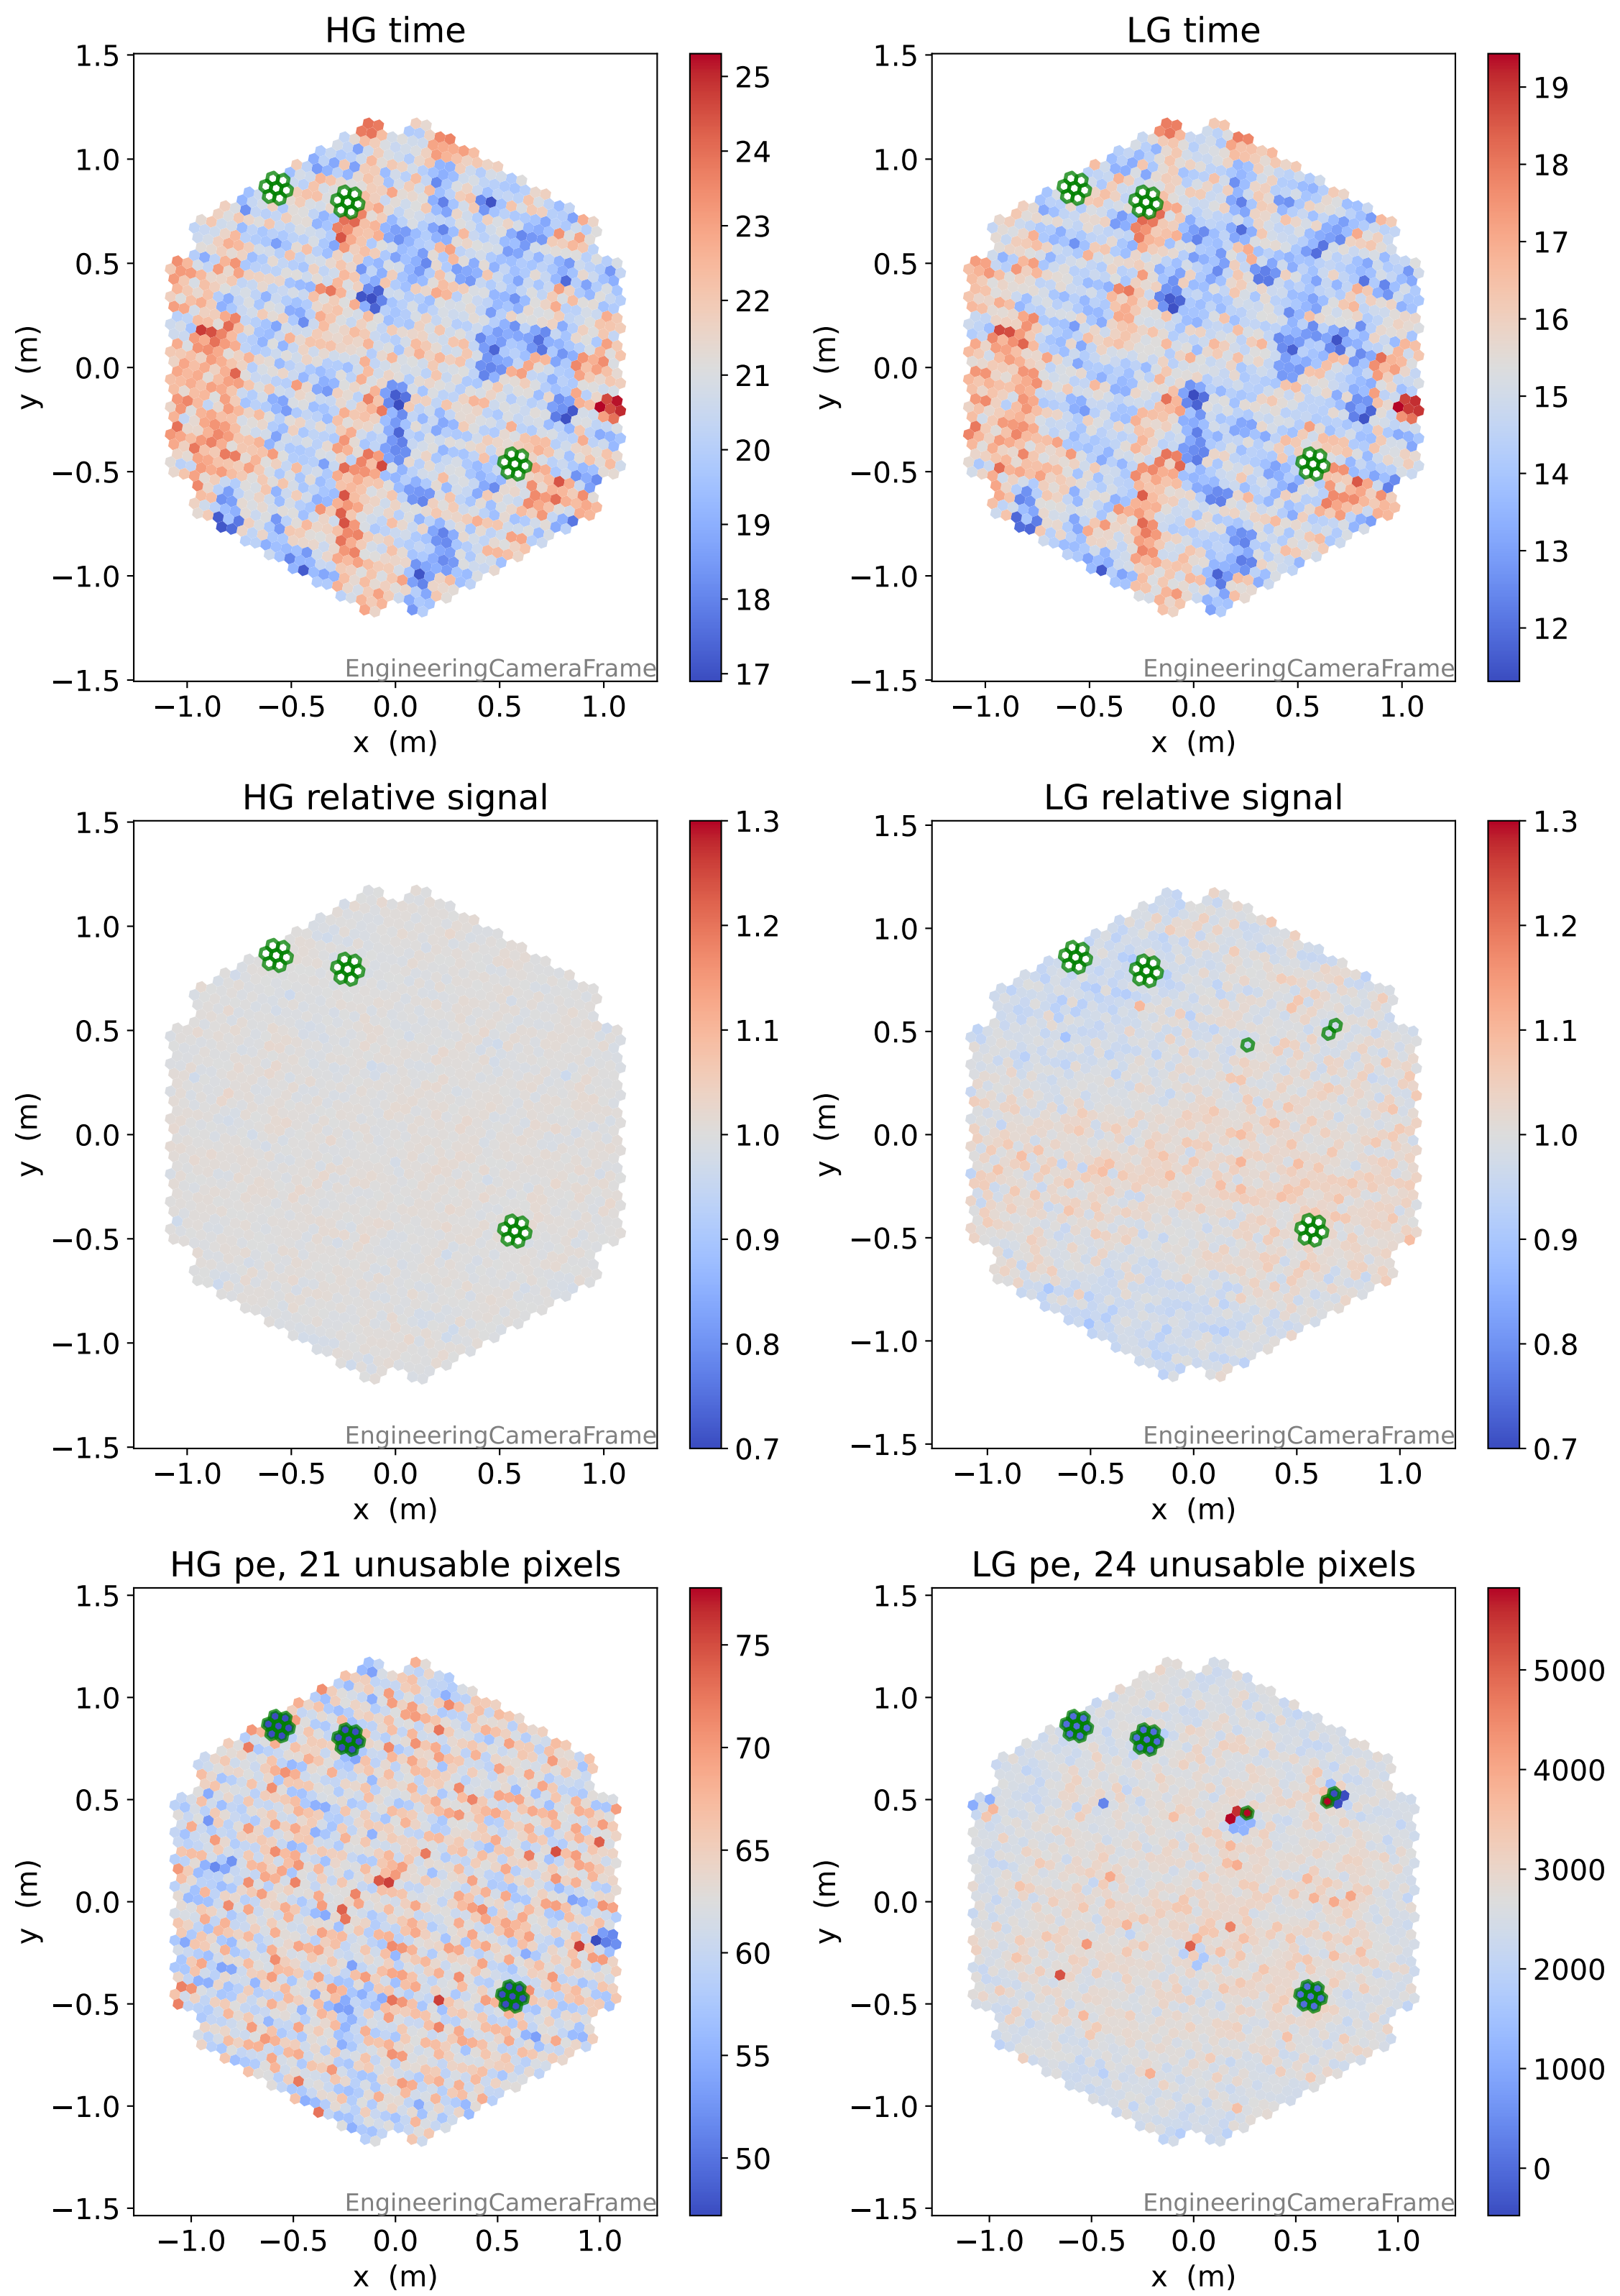 HG time
1.5
1.0
0.5
0.0
−0.5
−1.0
−1.5
y (m)
−1.0 −0.5 0.0 0.5 1.0
x (m)
EngineeringCameraFrame
25
24
23
22
21
20
19
18
17
LG time
1.5
1.0
0.5
0.0
−0.5
−1.0
−1.5
y (m)
−1.0 −0.5 0.0 0.5 1.0
x (m)
EngineeringCameraFrame
19
18
17
16
15
14
13
12
HG relative signal
1.5
1.0
0.5
0.0
−0.5
−1.0
−1.5
y (m)
−1.0 −0.5 0.0 0.5 1.0
x (m)
EngineeringCameraFrame
1.3
1.2
1.1
1.0
0.9
0.8
0.7
LG relative signal
1.5
1.0
0.5
0.0
−0.5
−1.0
−1.5
y (m)
−1.0 −0.5 0.0 0.5 1.0
x (m)
EngineeringCameraFrame
1.3
1.2
1.1
1.0
0.9
0.8
0.7
HG pe, 21 unusable pixels
1.5
1.0
0.5
0.0
−0.5
−1.0
−1.5
y (m)
−1.0 −0.5 0.0 0.5 1.0
x (m)
EngineeringCameraFrame
75
70
65
60
55
50
LG pe, 24 unusable pixels
1.5
1.0
0.5
0.0
−0.5
−1.0
−1.5
y (m)
−1.0 −0.5 0.0 0.5 1.0
x (m)
EngineeringCameraFrame
5000
4000
3000
2000
1000
0